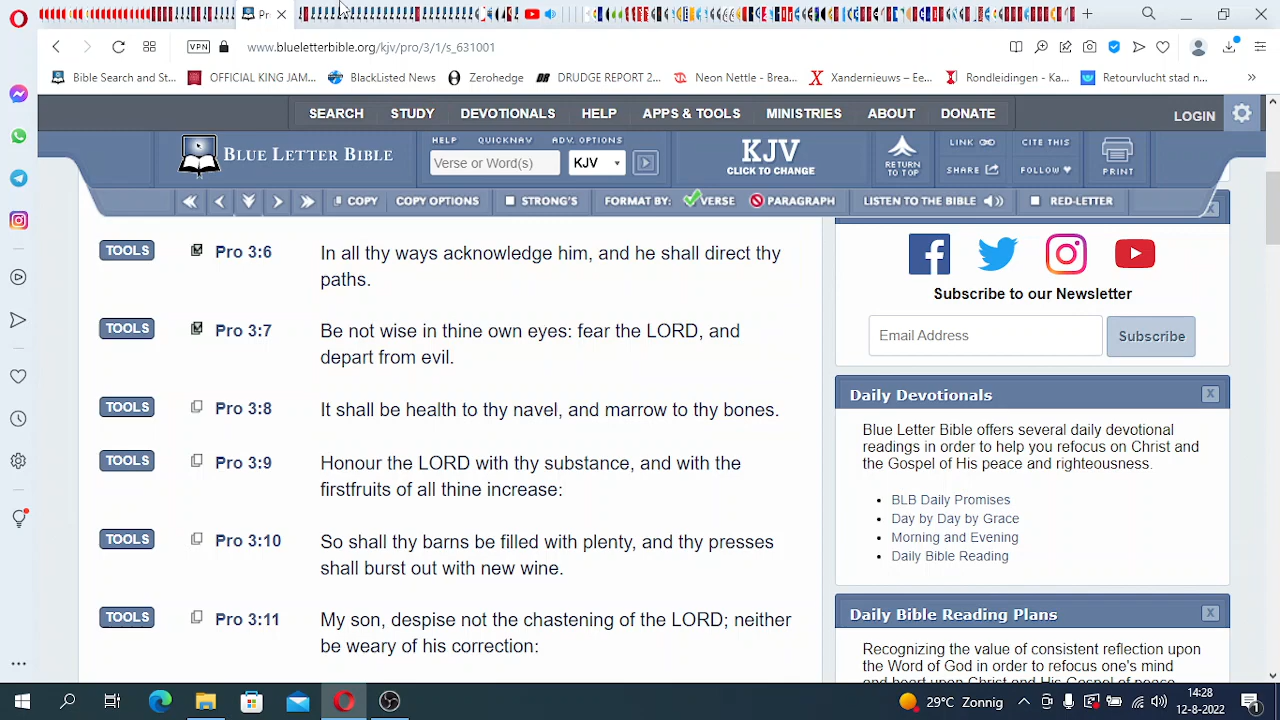 Pr
VPN
www.blueletterbible.org/kjv/pro/3/1/s_631001
Bible Search and St...
OFFICIAL KING JAM...
BlackListed News
Zerohedge
DRUDGE REPORT 2...
Neon Nettle - Brea...
Xandernieuws – Ee...
Rondleidingen - Ka...
Retourvlucht stad n...
SEARCH
STUDY
DEVOTIONALS
HELP
APPS & TOOLS
MINISTRIES
ABOUT
DONATE
LOGIN
BLUE LETTER BIBLE
HELP
QUICKNAV
ADV. OPTIONS
Verse or Word(s)
KJV
KJV
CLICK TO CHANGE
RETURN
TO TOP
LINK
CITE THIS
SHARE
FOLLOW
PRINT
COPY
COPY OPTIONS
STRONG'S
FORMAT BY:
VERSE
PARAGRAPH
LISTEN TO THE BIBLE
RED-LETTER
X
TOOLS
Pro 3:6
In all thy ways acknowledge him, and he shall direct thy
paths.
TOOLS
Pro 3:7
Be not wise in thine own eyes: fear the LORD, and
depart from evil.
TOOLS
Pro 3:8
It shall be health to thy navel, and marrow to thy bones.
TOOLS
Pro 3:9
Honour the LORD with thy substance, and with the
firstfruits of all thine increase:
TOOLS
Pro 3:10
So shall thy barns be filled with plenty, and thy presses
shall burst out with new wine.
TOOLS
Pro 3:11
My son, despise not the chastening of the LORD; neither
be weary of his correction:
Subscribe to our Newsletter
Email Address
Subscribe
Daily Devotionals
X
Blue Letter Bible offers several daily devotional
readings in order to help you refocus on Christ and
the Gospel of His peace and righteousness.
BLB Daily Promises
Day by Day by Grace
Morning and Evening
Daily Bible Reading
Daily Bible Reading Plans
X
Recognizing the value of consistent reflection upon
the Word of God in order to refocus one's mind
and heart upon Christ and His Gospel of peace
29°C Zonnig
14:28
12-8-2022
1